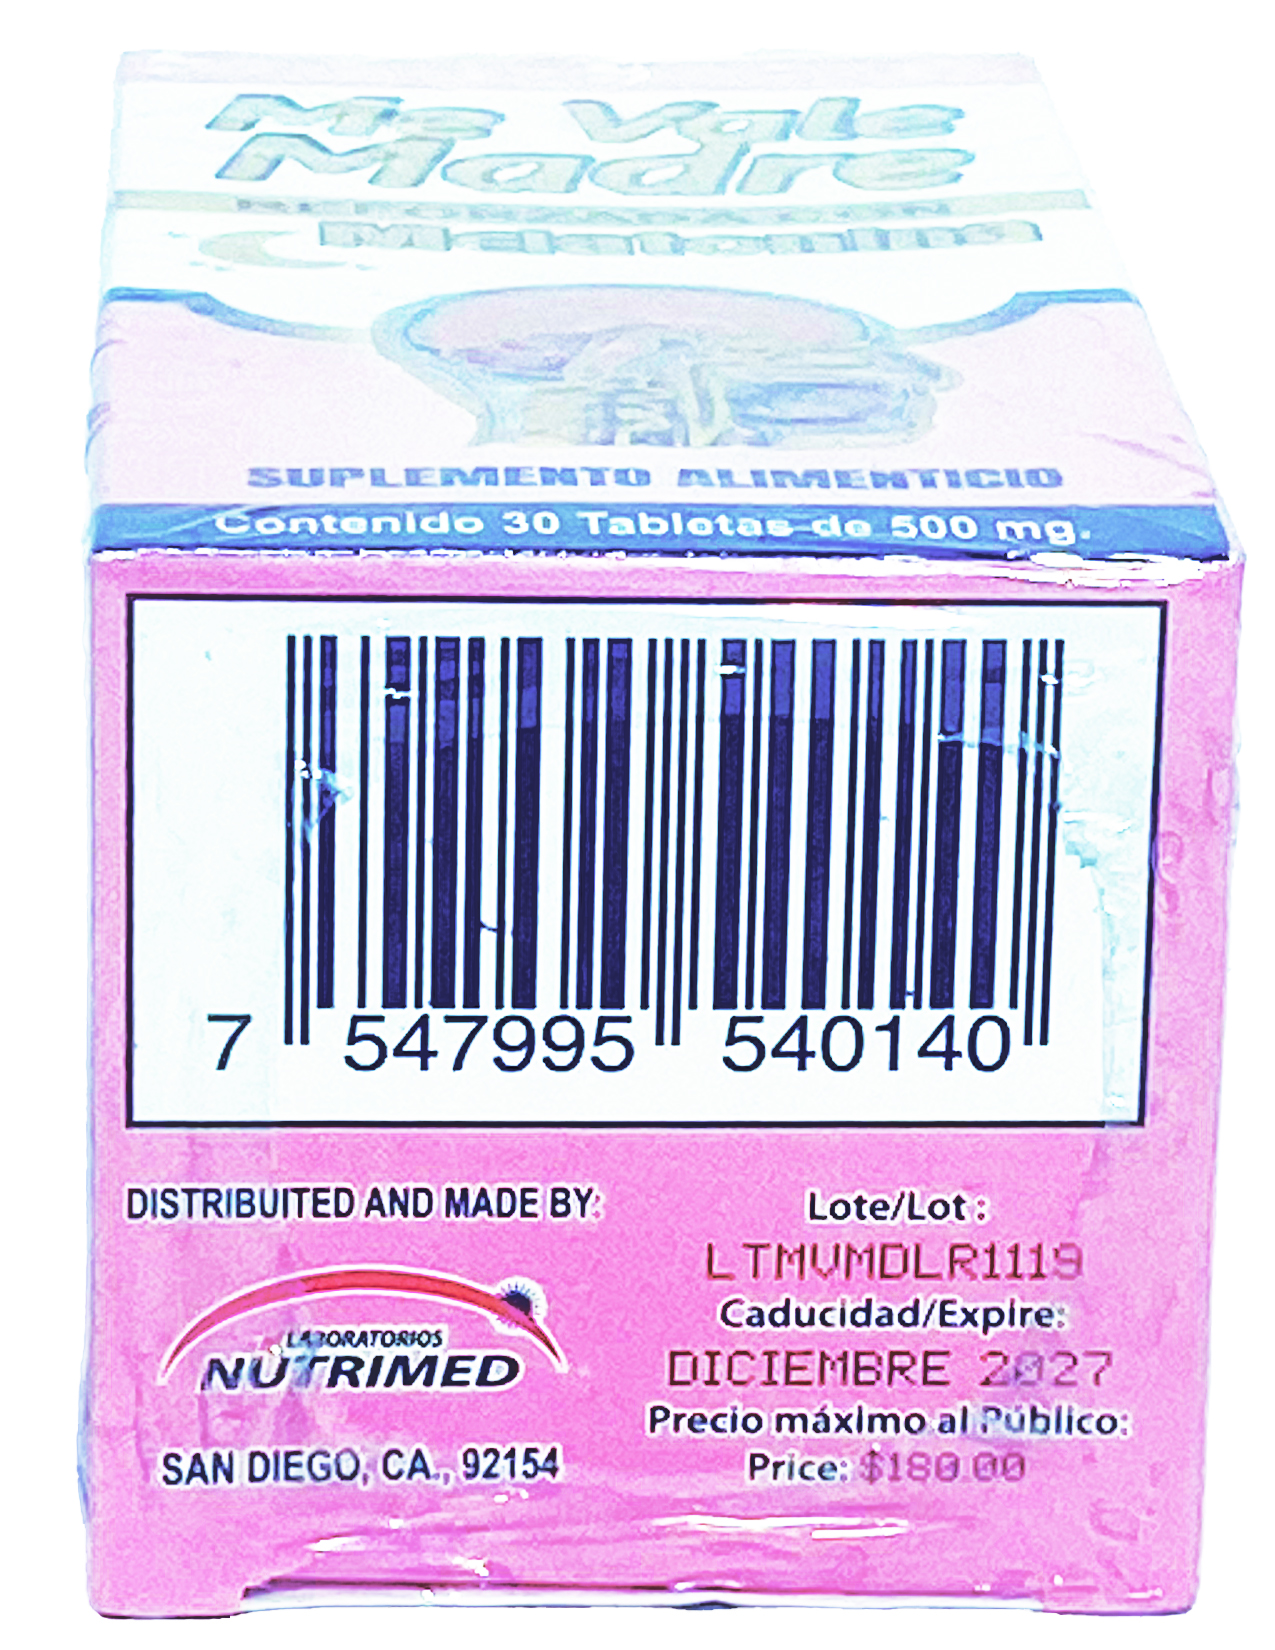 Me Vale
Madre
REFORZADA CON
Melatonina
SUPLEMENTO ALIMENTICIO
Contenido 30 Tabletas de 500 mg.
7 547995 540140
DISTRIBUITED AND MADE BY:
LABORATORIOS
NUTRIMED
SAN DIEGO, CA., 92154
Lote/Lot :
LTMVMDLR1119
Caducidad/Expire:
DICIEMBRE 2027
Precio máximo al Público:
Price: $180.00